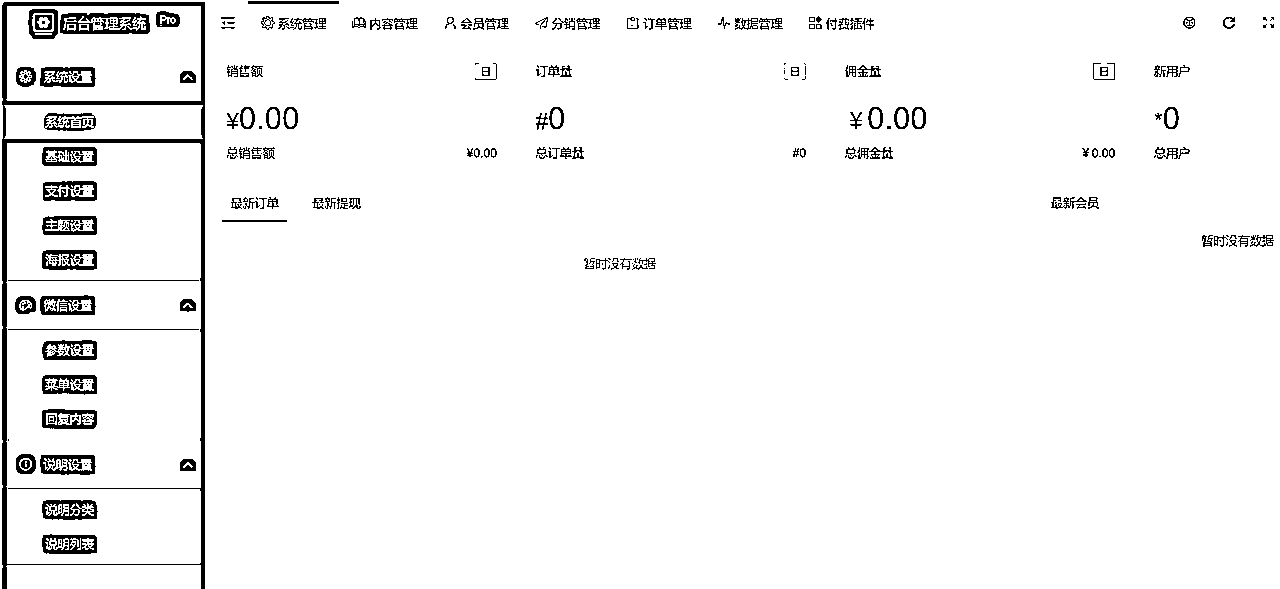 后台管理系统 Pro
系统管理 内容管理 会员管理 分销管理 订单管理 数据管理 付费插件
系统设置
系统首页
基础设置
支付设置
主题设置
海报设置
微信设置
参数设置
菜单设置
回复内容
说明设置
说明分类
说明列表
销售额 日 订单量 日 佣金量 日 新用户
¥0.00 #0 ¥0.00 *0
总销售额 ¥0.00 总订单量 #0 总佣金量 ¥0.00 总用户
最新订单 最新提现 最新会员
暂时没有数据
暂时没有数据